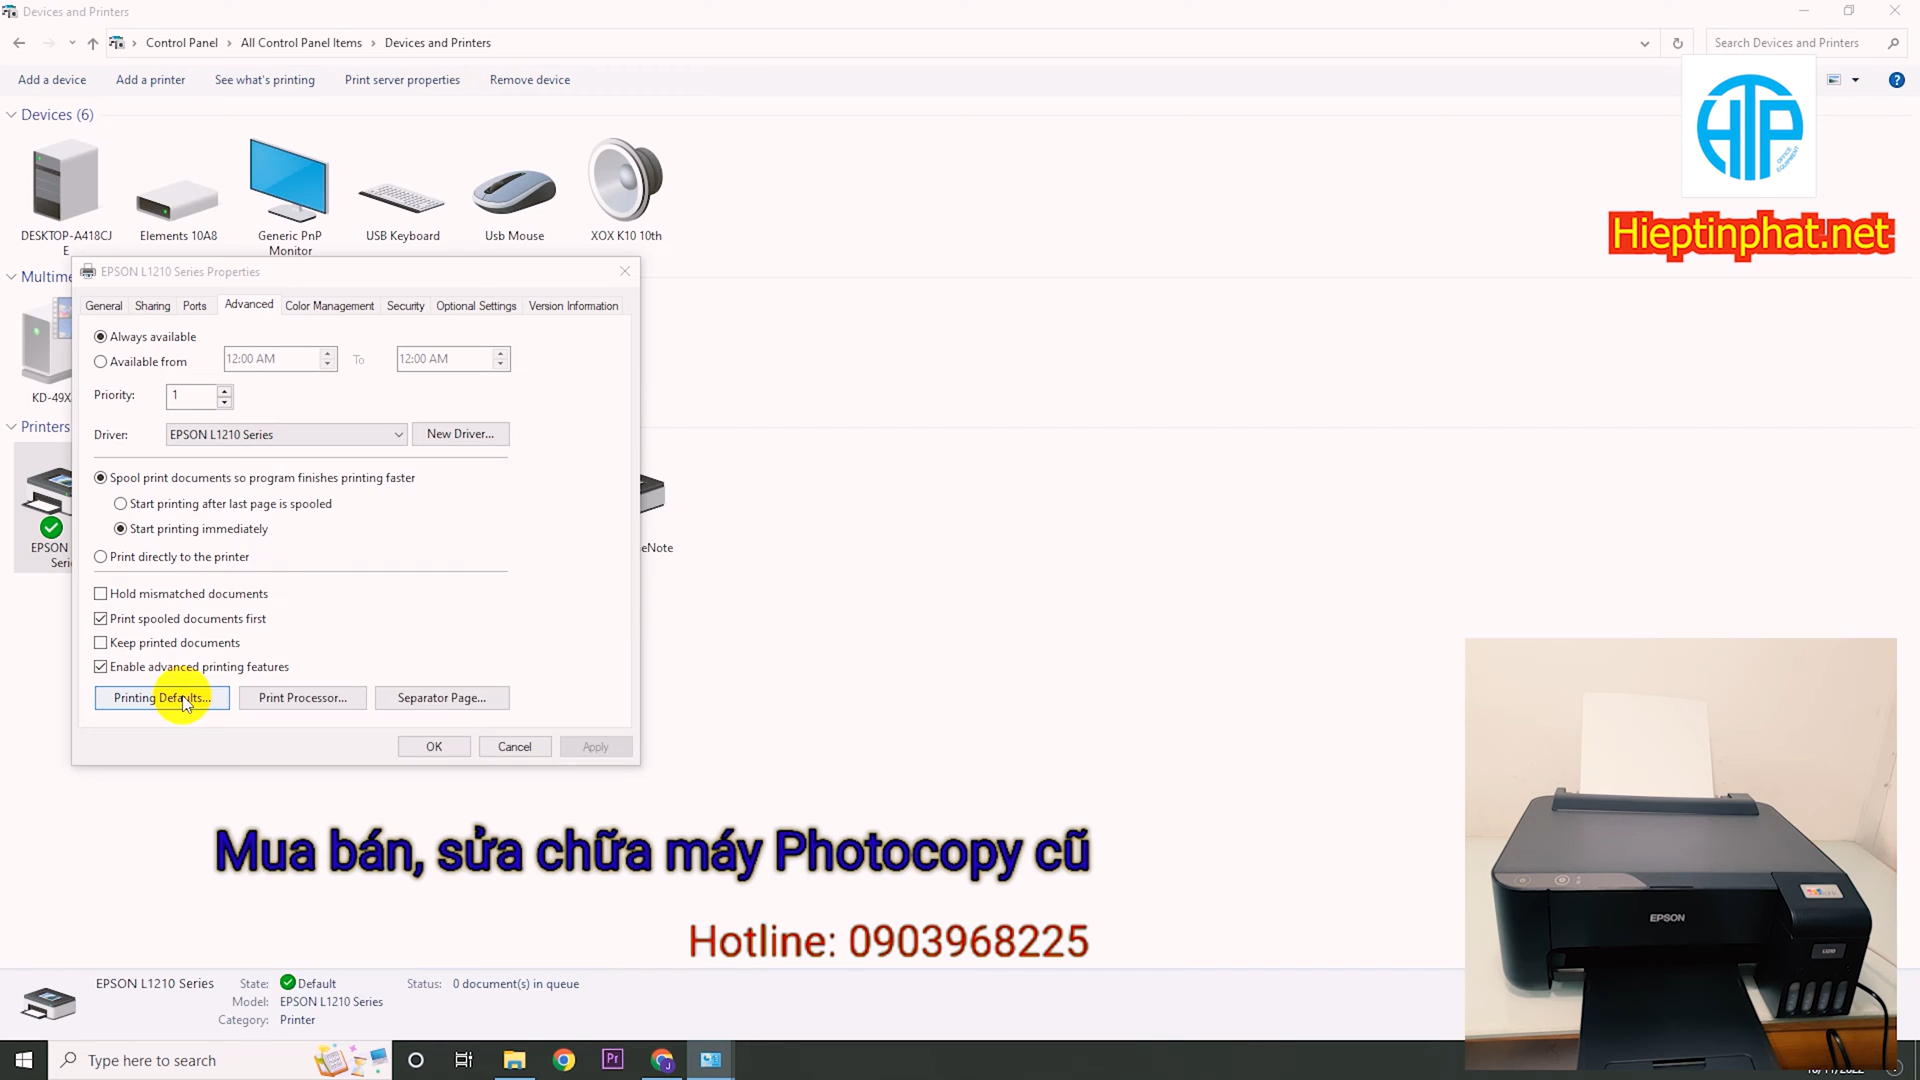 Devices and Printers
Control Panel > All Control Panel Items > Devices and Printers
Search Devices and Printers
Add a device Add a printer See what's printing Print server properties Remove device
Devices (6)
DESKTOP-A418CJ
E
Elements 10A8
Generic PnP
Monitor
USB Keyboard
Usb Mouse
XOX K10 10th
HTP
OFFICE EQUIPMENT
Hieptinphat.net
Multime
KD-49X
Printers
EPSON
Seri
eNote
EPSON L1210 Series Properties
General Sharing Ports Advanced Color Management Security Optional Settings Version Information
Always available
Available from 12:00 AM To 12:00 AM
Priority: 1
Driver: EPSON L1210 Series New Driver...
Spool print documents so program finishes printing faster
Start printing after last page is spooled
Start printing immediately
Print directly to the printer
Hold mismatched documents
Print spooled documents first
Keep printed documents
Enable advanced printing features
Printing Defaults... Print Processor... Separator Page...
OK Cancel Apply
Mua bán, sửa chữa máy Photocopy cũ
Hotline: 0903968225
EPSON
L1210
EPSON L1210 Series
State: Default
Model: EPSON L1210 Series
Category: Printer
Status: 0 document(s) in queue
Type here to search
Pr
J